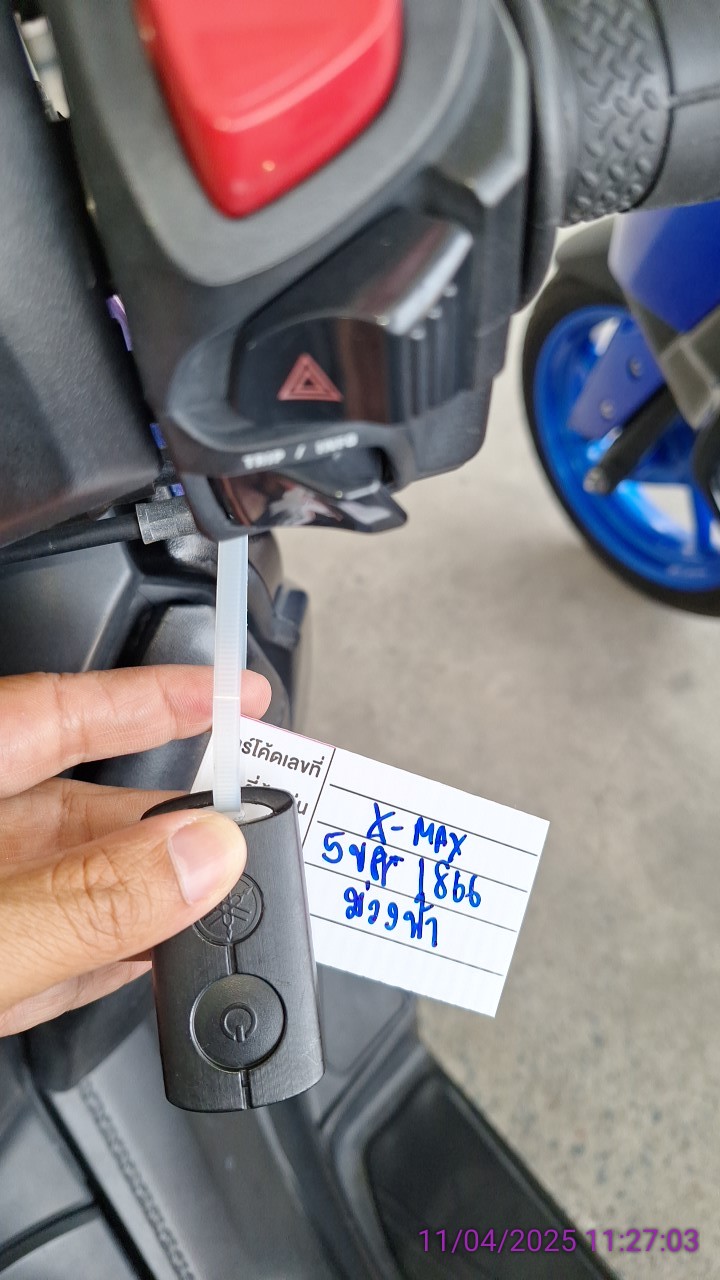 TRIP / INFO
ร์โค้ดเลขที่
X-MAX
5ขศ 1866
ม่วงฟ้า
11/04/2025 11:27:03